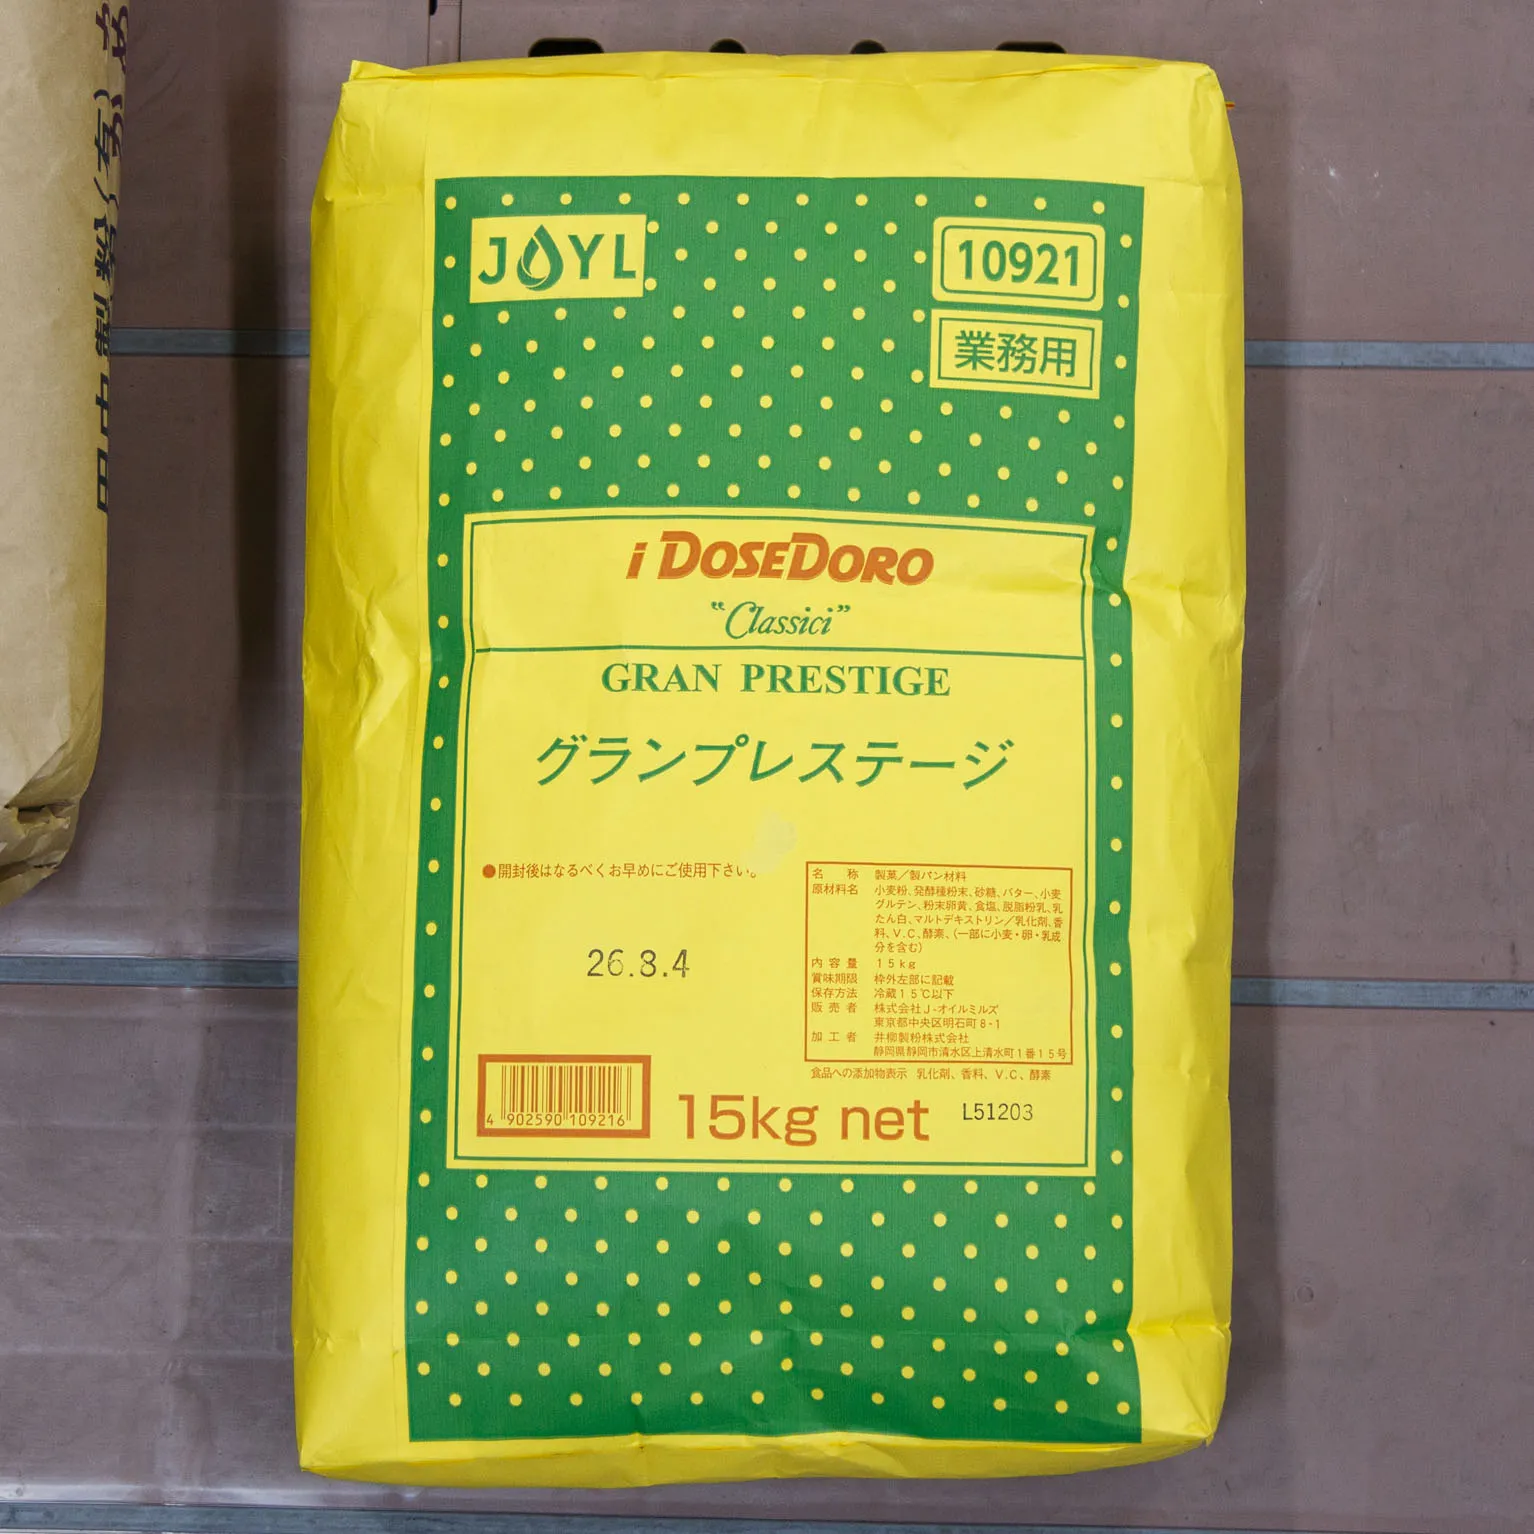 JOYL
10921
業務用
i DOSEDORO
“Classici”
GRAN PRESTIGE
グランプレステージ
●開封後はなるべくお早めにご使用下さい。
26.8.4
名 称 製菓／製パン材料
原材料名 小麦粉、発酵種粉末、砂糖、バター、小麦
グルテン、粉末卵黄、食塩、脱脂粉乳、乳
たん白、マルトデキストリン／乳化剤、香
料、V.C、酵素、(一部に小麦・卵・乳成
分を含む)
内容量 15kg
賞味期限 枠外左部に記載
保存方法 冷蔵15℃以下
販売者 株式会社J-オイルミルズ
東京都中央区明石町8-1
加工者 井柳製粉株式会社
静岡県静岡市清水区上清水町1番15号
食品への添加物表示 乳化剤、香料、V.C、酵素
4 902590 109216
15kg net
L51203